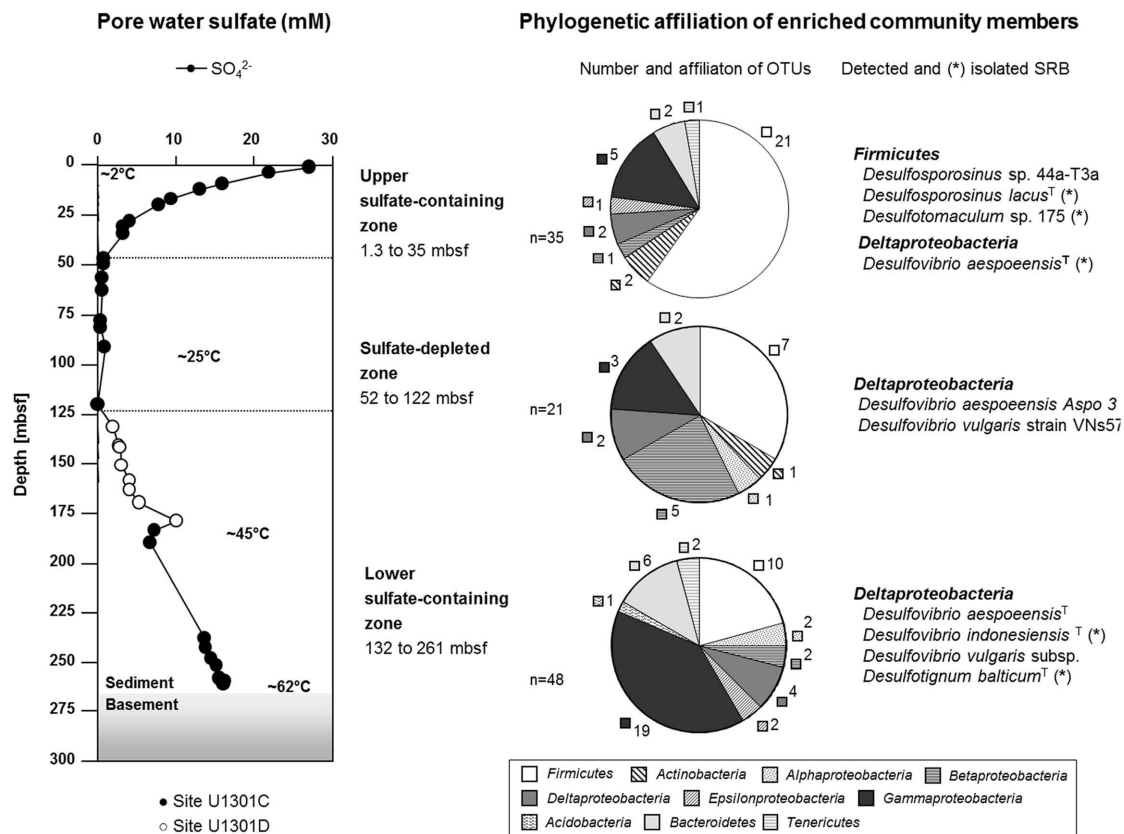 Pore water sulfate (mM)
SO₄²⁻
0 10 20 30
0
25
50
75
100
125
150
175
200
225
250
275
300
Depth [mbsf]
~2°C
~25°C
~45°C
~62°C
Sediment
Basement
Site U1301C
Site U1301D
Upper
sulfate-containing
zone
1.3 to 35 mbsf
Sulfate-depleted
zone
52 to 122 mbsf
Lower
sulfate-containing
zone
132 to 261 mbsf
Phylogenetic affiliation of enriched community members
Number and affiliaton of OTUs
Detected and (*) isolated SRB
n=35
21
2
1
2
1
5
2
1
Firmicutes
Desulfosporosinus sp. 44a-T3a
Desulfosporosinus lacusᵀ (*)
Desulfotomaculum sp. 175 (*)
Deltaproteobacteria
Desulfovibrio aespoeensisᵀ (*)
n=21
7
1
1
5
2
3
2
Deltaproteobacteria
Desulfovibrio aespoeensis Aspo 3
Desulfovibrio vulgaris strain VNs57
n=48
10
2
2
4
2
19
1
6
2
Deltaproteobacteria
Desulfovibrio aespoeensisᵀ
Desulfovibrio indonesiensis ᵀ (*)
Desulfovibrio vulgaris subsp.
Desulfotignum balticumᵀ (*)
Firmicutes Actinobacteria Alphaproteobacteria Betaproteobacteria
Deltaproteobacteria Epsilonproteobacteria Gammaproteobacteria
Acidobacteria Bacteroidetes Tenericutes